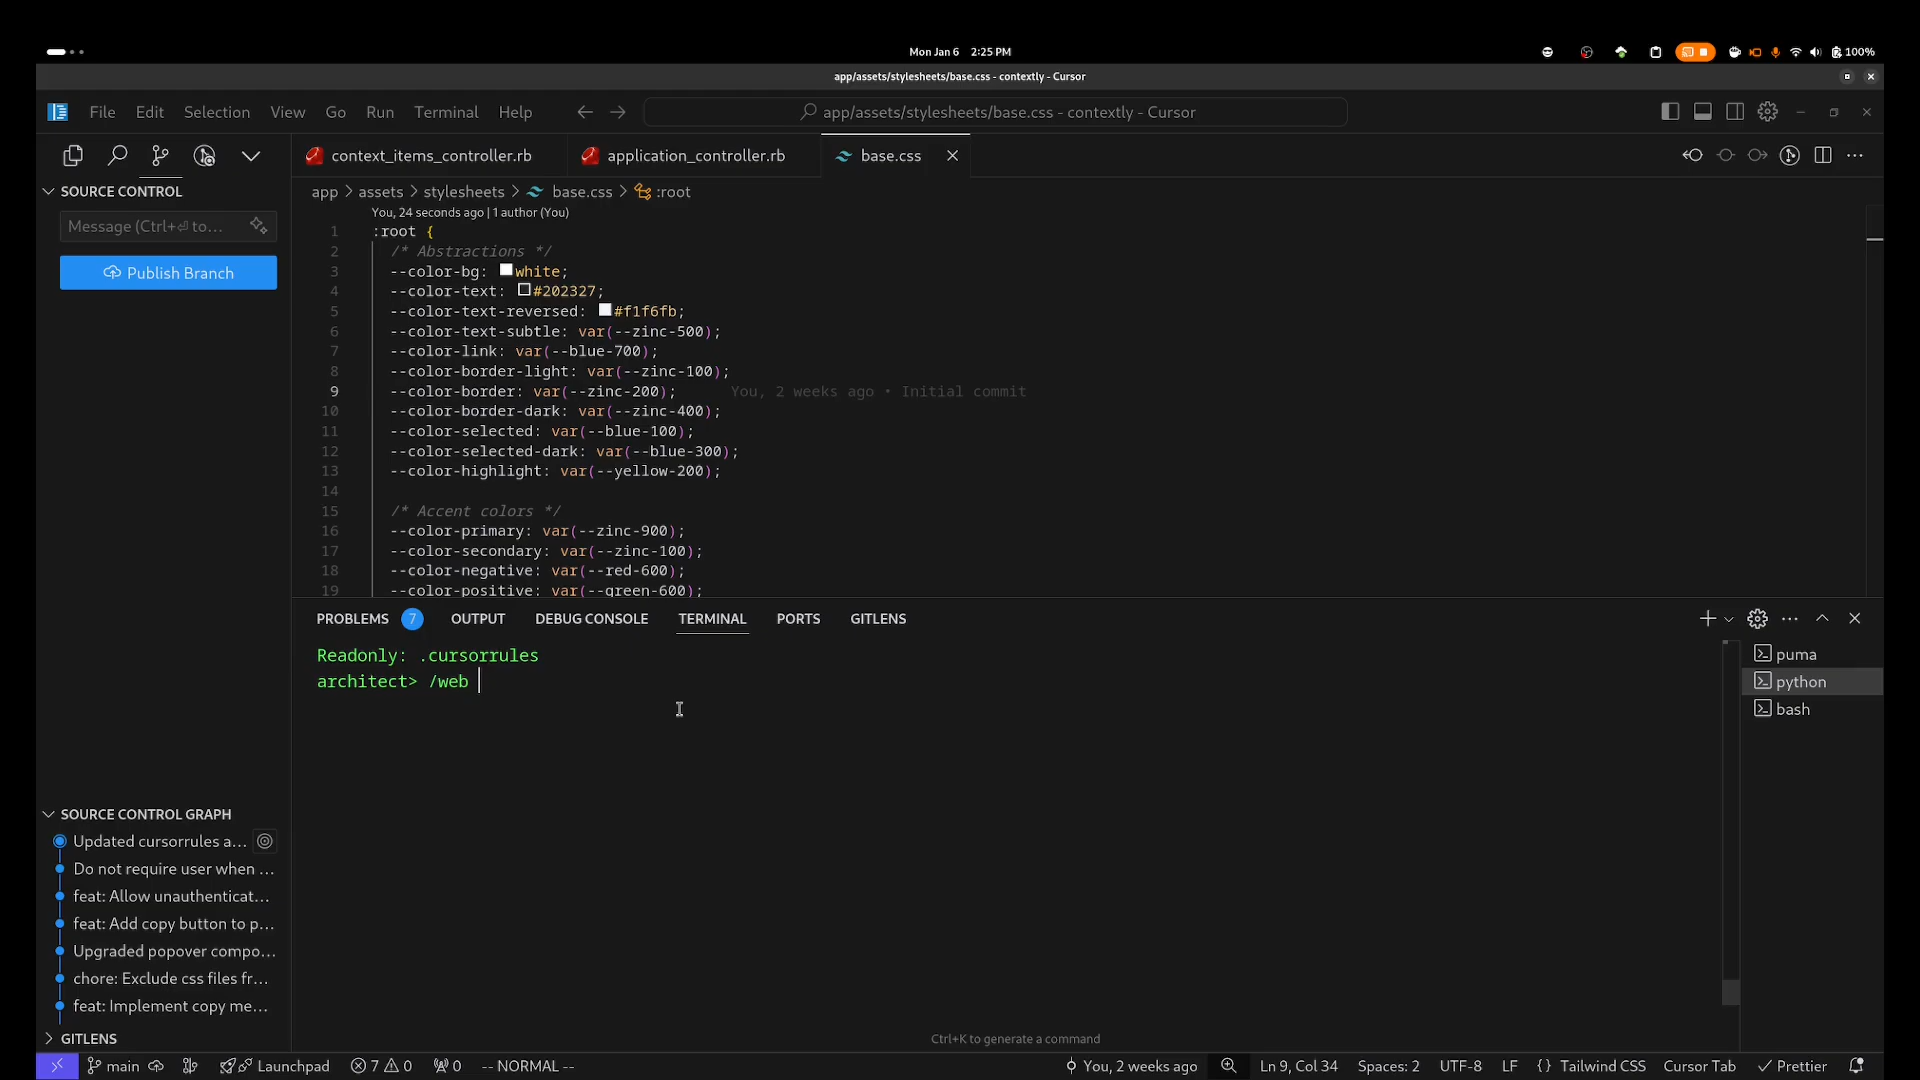 Mon Jan 6 2:25 PM
100%
app/assets/stylesheets/base.css - contextly - Cursor
File Edit Selection View Go Run Terminal Help
app/assets/stylesheets/base.css - contextly - Cursor
context_items_controller.rb
application_controller.rb
base.css
SOURCE CONTROL
Message (Ctrl+⏎ to...
Publish Branch
app > assets > stylesheets > base.css > :root
You, 24 seconds ago | 1 author (You)
1 :root {
2 /* Abstractions */
3 --color-bg: white;
4 --color-text: #202327;
5 --color-text-reversed: #f1f6fb;
6 --color-text-subtle: var(--zinc-500);
7 --color-link: var(--blue-700);
8 --color-border-light: var(--zinc-100);
9 --color-border: var(--zinc-200); You, 2 weeks ago • Initial commit
10 --color-border-dark: var(--zinc-400);
11 --color-selected: var(--blue-100);
12 --color-selected-dark: var(--blue-300);
13 --color-highlight: var(--yellow-200);
14
15 /* Accent colors */
16 --color-primary: var(--zinc-900);
17 --color-secondary: var(--zinc-100);
18 --color-negative: var(--red-600);
19 --color-positive: var(--green-600);
PROBLEMS 7 OUTPUT DEBUG CONSOLE TERMINAL PORTS GITLENS
Readonly: .cursorrules
architect> /web
puma
python
bash
SOURCE CONTROL GRAPH
Updated cursorrules a...
Do not require user when ...
feat: Allow unauthenticat...
feat: Add copy button to p...
Upgraded popover compo...
chore: Exclude css files fr...
feat: Implement copy me...
GITLENS
Ctrl+K to generate a command
main Launchpad 7 0 0 -- NORMAL -- You, 2 weeks ago Ln 9, Col 34 Spaces: 2 UTF-8 LF {} Tailwind CSS Cursor Tab Prettier